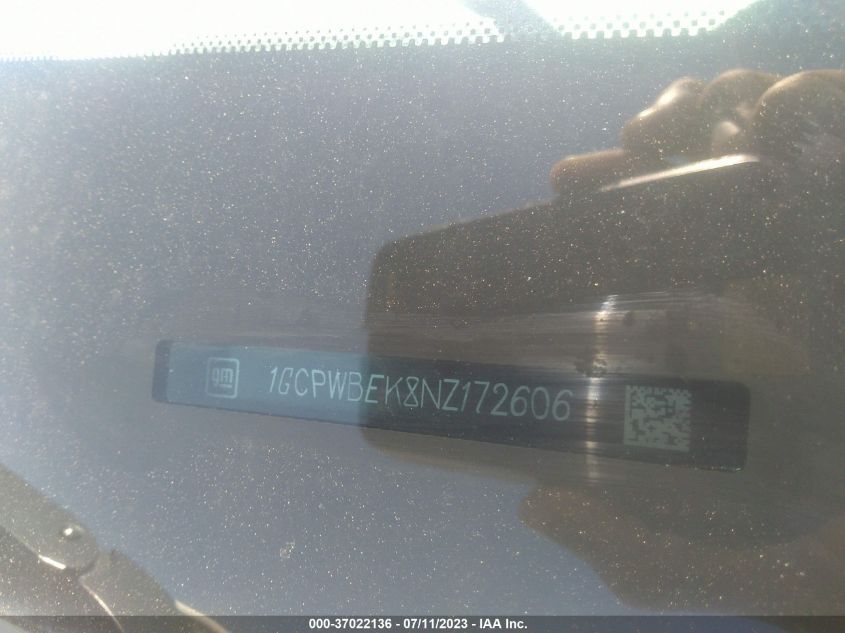 gm 1GCPWBEK8NZ172606
000-37022136 - 07/11/2023 - IAA Inc.